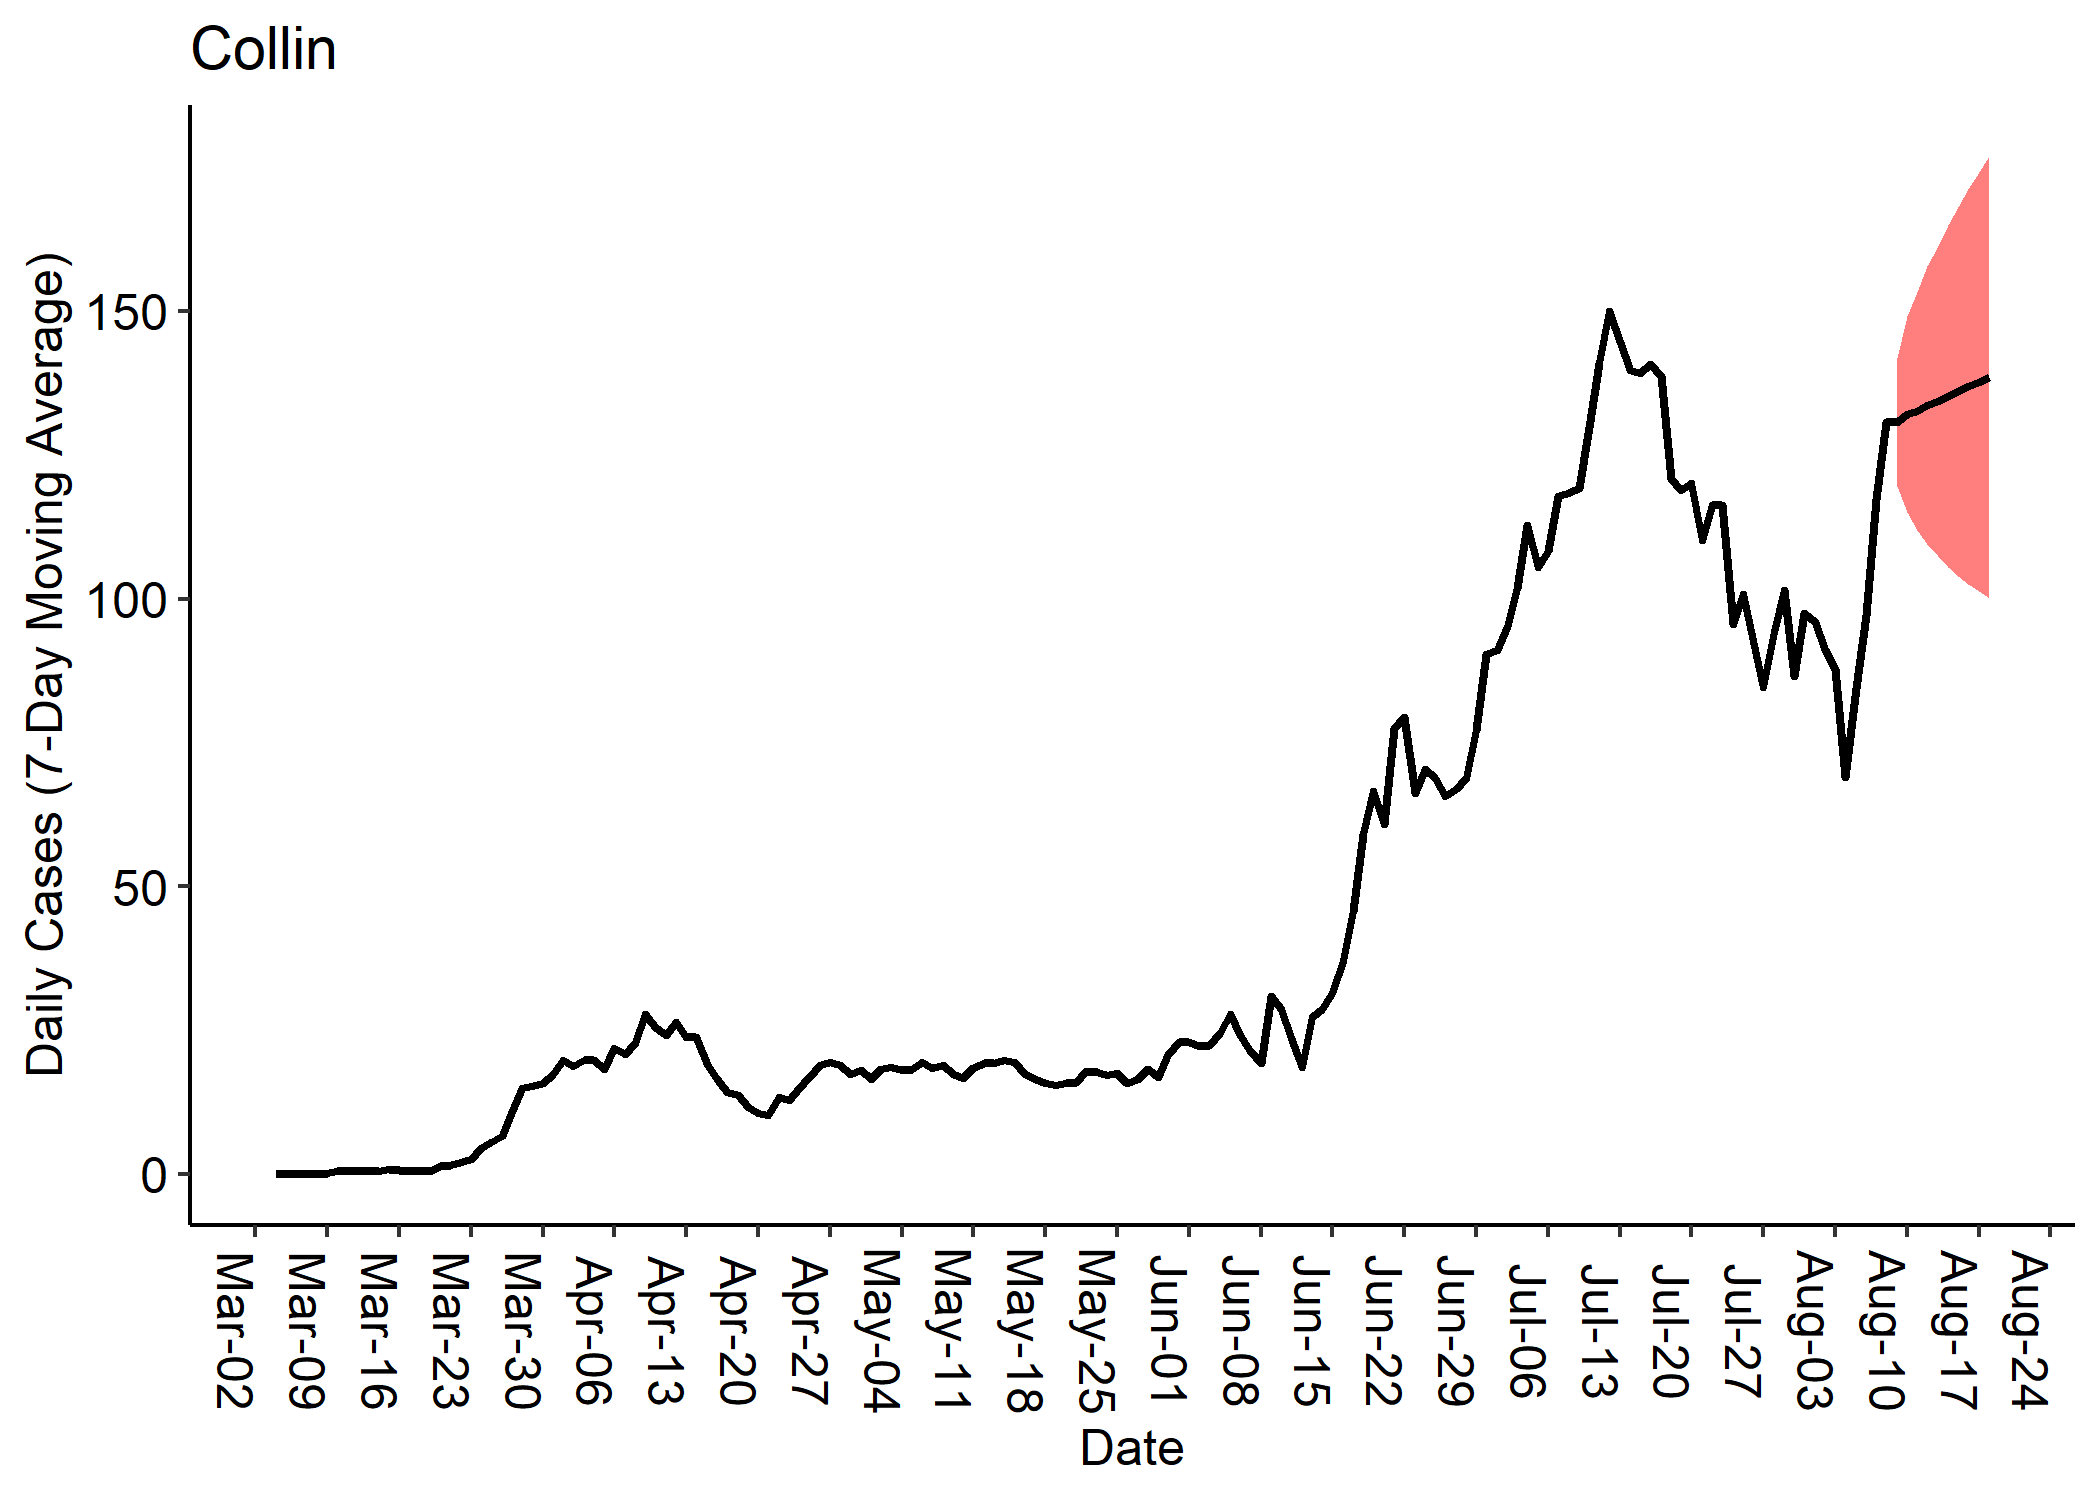 Collin
Daily Cases (7-Day Moving Average)
150
100
50
0
Mar-02
Mar-09
Mar-16
Mar-23
Mar-30
Apr-06
Apr-13
Apr-20
Apr-27
May-04
May-11
May-18
May-25
Jun-01
Jun-08
Jun-15
Jun-22
Jun-29
Jul-06
Jul-13
Jul-20
Jul-27
Aug-03
Aug-10
Aug-17
Aug-24
Date